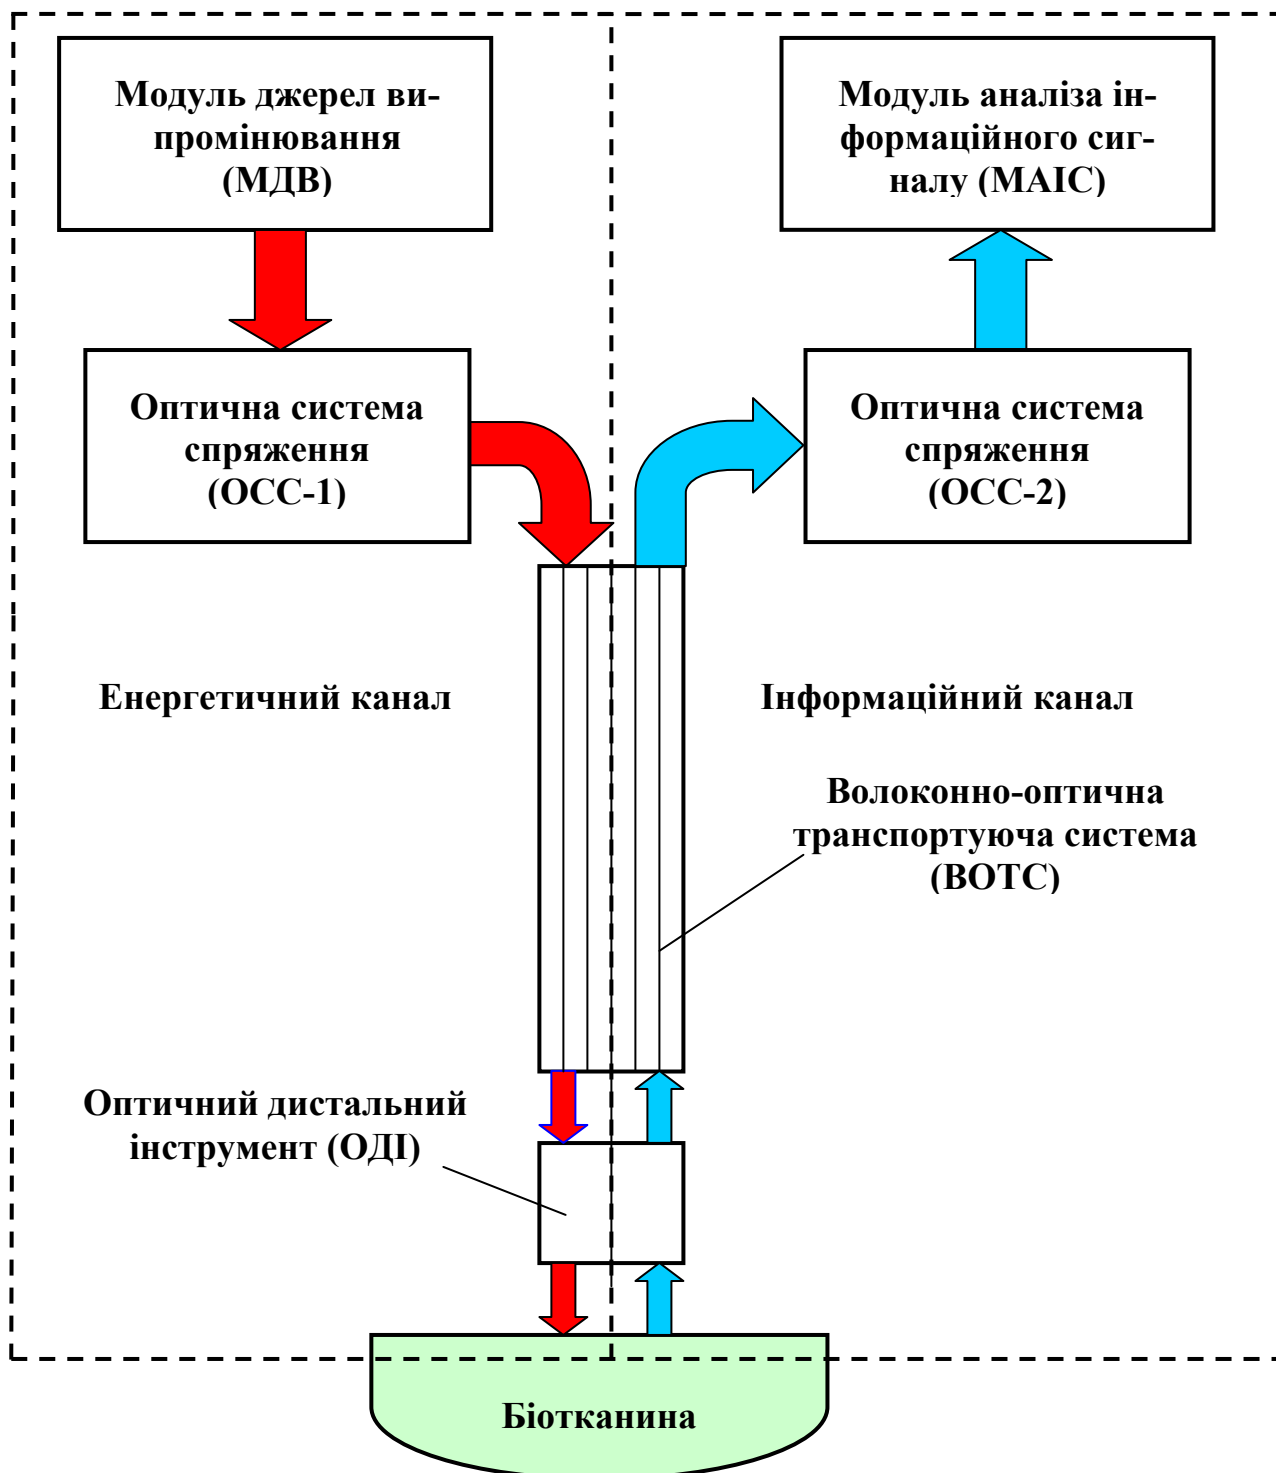 Модуль джерел ви-
промінювання
(МДВ)
Модуль аналіза ін-
формаційного сиг-
налу (МАІС)
Оптична система
спряження
(ОСС-1)
Оптична система
спряження
(ОСС-2)
Енергетичний канал
Інформаційний канал
Волоконно-оптична
транспортуюча система
(ВОТС)
Оптичний дистальний
інструмент (ОДІ)
Біотканина